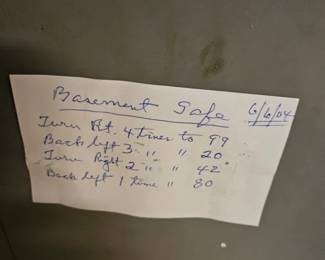 Basement Safe 6/6/04
Turn Rt. 4 times to 99
Back left 3 " " 20
Turn Right 2 " " 42
Back left 1 time " 80